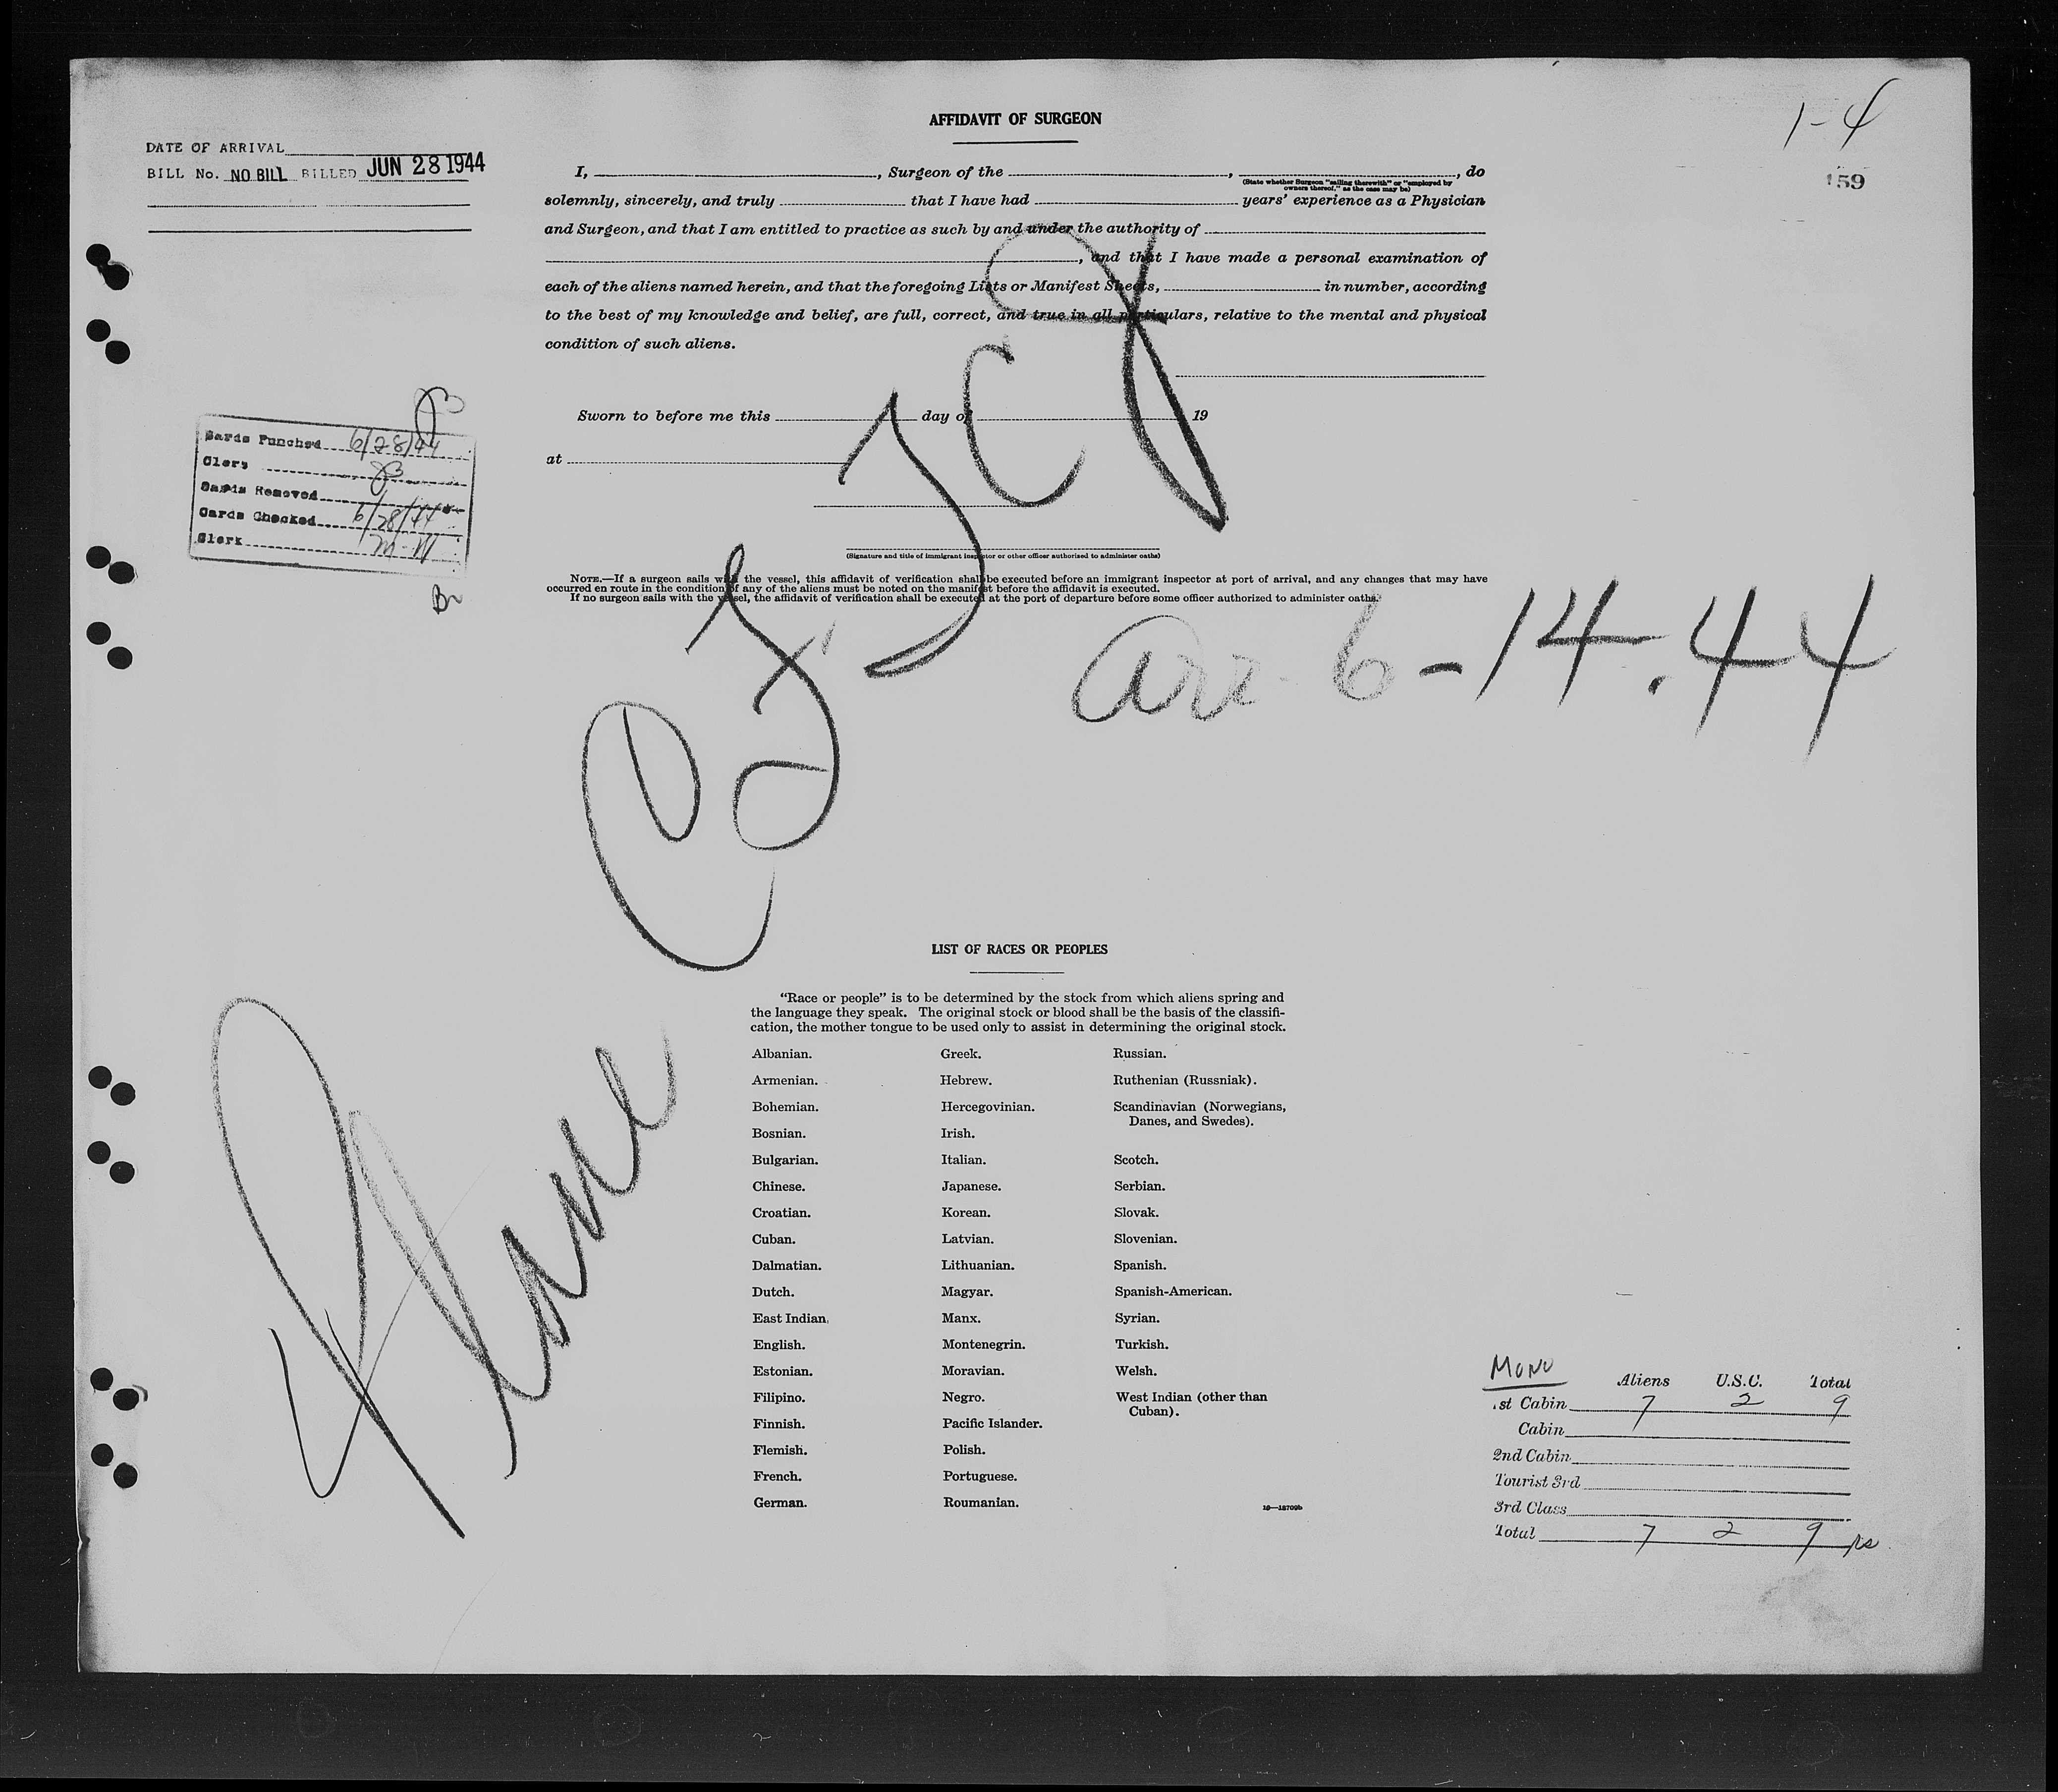 1-4
159
DATE OF ARRIVAL
BILL No. NO BILL BILLED JUN 28 1944
AFFIDAVIT OF SURGEON
I, , Surgeon of the , , do
(State whether Surgeon "sailing therewith" or "employed by
owners thereof," as the case may be)
solemnly, sincerely, and truly that I have had years' experience as a Physician
and Surgeon, and that I am entitled to practice as such by and under the authority of
, and that I have made a personal examination of
each of the aliens named herein, and that the foregoing Lists or Manifest Sheets, in number, according
to the best of my knowledge and belief, are full, correct, and true in all particulars, relative to the mental and physical
condition of such aliens.
Sworn to before me this day of 19
at
(Signature and title of immigrant inspector or other officer authorized to administer oaths)
NOTE.—If a surgeon sails with the vessel, this affidavit of verification shall be executed before an immigrant inspector at port of arrival, and any changes that may have
occurred en route in the condition of any of the aliens must be noted on the manifest before the affidavit is executed.
If no surgeon sails with the vessel, the affidavit of verification shall be executed at the port of departure before some officer authorized to administer oaths.
Cards Punched 6/28/44
Clerk
Cards Removed
Cards Checked 6/28/44
Clerk
Plane
arr. 6-14.44
LIST OF RACES OR PEOPLES
"Race or people" is to be determined by the stock from which aliens spring and
the language they speak. The original stock or blood shall be the basis of the classifi-
cation, the mother tongue to be used only to assist in determining the original stock.
Albanian.
Armenian.
Bohemian.
Bosnian.
Bulgarian.
Chinese.
Croatian.
Cuban.
Dalmatian.
Dutch.
East Indian.
English.
Estonian.
Filipino.
Finnish.
Flemish.
French.
German.
Greek.
Hebrew.
Hercegovinian.
Irish.
Italian.
Japanese.
Korean.
Latvian.
Lithuanian.
Magyar.
Manx.
Montenegrin.
Moravian.
Negro.
Pacific Islander.
Polish.
Portuguese.
Roumanian.
Russian.
Ruthenian (Russniak).
Scandinavian (Norwegians,
Danes, and Swedes).
Scotch.
Serbian.
Slovak.
Slovenian.
Spanish.
Spanish-American.
Syrian.
Turkish.
Welsh.
West Indian (other than
Cuban).
Aliens U.S.C. Total
1st Cabin 7 2 9
Cabin
2nd Cabin
Tourist 3rd
3rd Class
Total 7 2 9